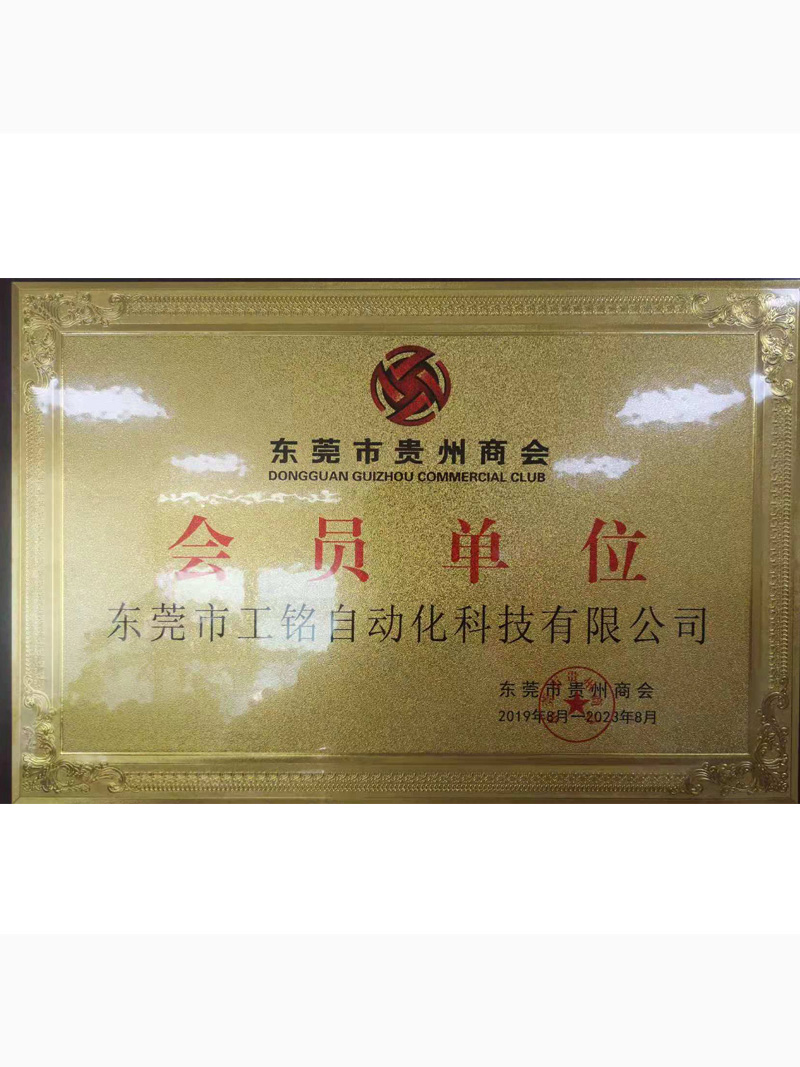 东莞市贵州商会
DONGGUAN GUIZHOU COMMERCIAL CLUB
会员单位
东莞市工铭自动化科技有限公司
东莞市贵州商会
2019年8月—2023年8月